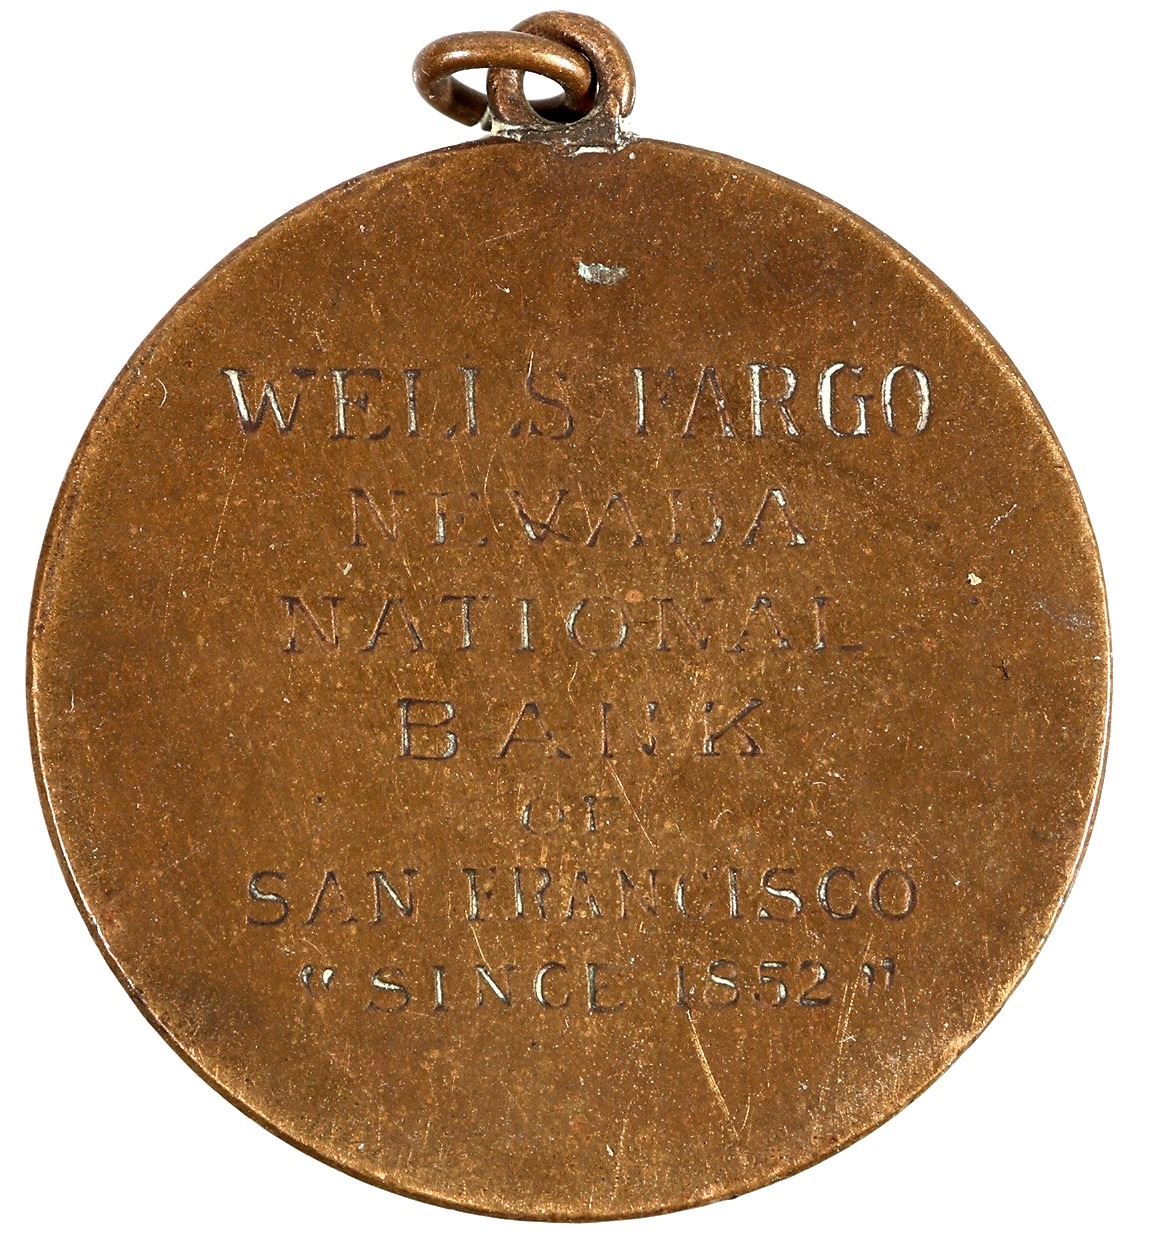 WELLS FARGO
NEVADA
NATIONAL
BANK
OF
SAN FRANCISCO
"SINCE 1852"